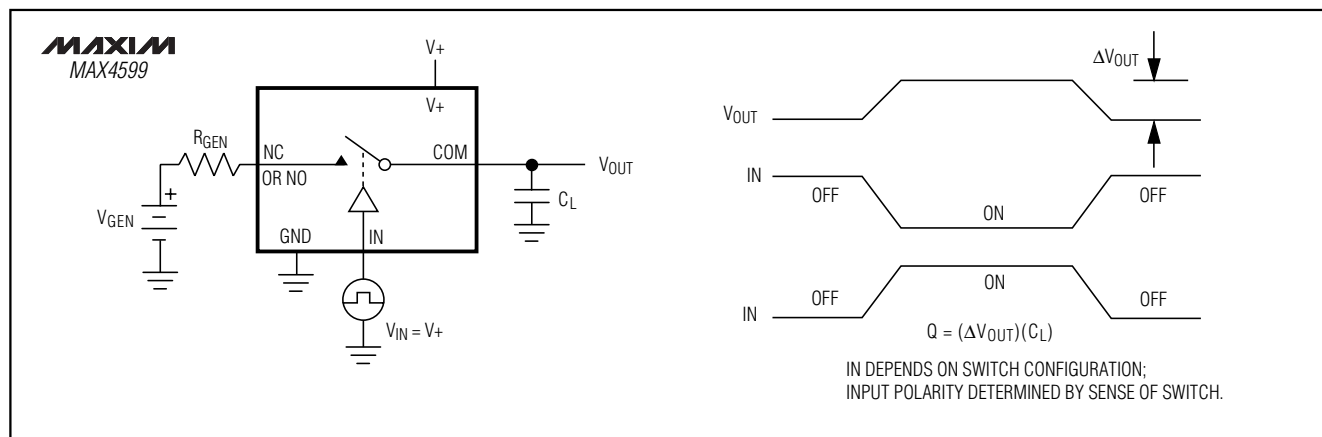 MAXIM
MAX4599
V+
V+
RGEN
NC
OR NO
COM
VOUT
CL
VGEN
GND
IN
VIN = V+
ΔVOUT
VOUT
IN
OFF
ON
OFF
IN
OFF
ON
OFF
Q = (ΔVOUT)(CL)
IN DEPENDS ON SWITCH CONFIGURATION;
INPUT POLARITY DETERMINED BY SENSE OF SWITCH.